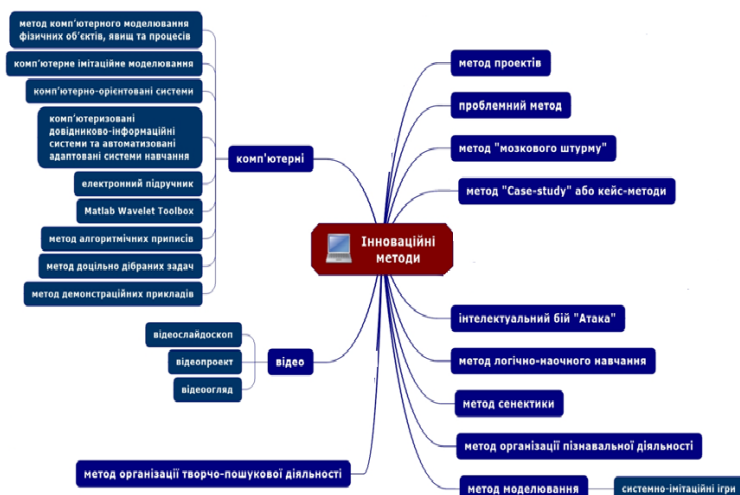 метод комп'ютерного моделювання
фізичних об'єктів, явищ та процесів
комп'ютерне імітаційне моделювання
комп'ютерно-орієнтовані системи
комп'ютеризовані
довідниково-інформаційні
системи та автоматизовані
адаптовані системи навчання
електронний підручник
Matlab Wavelet Toolbox
метод алгоритмічних приписів
метод доцільно дібраних задач
метод демонстраційних прикладів
комп'ютерні
відеослайдоскоп
відеопроект
відеоогляд
відео
метод організації творчо-пошукової діяльності
Інноваційні
методи
метод проектів
проблемний метод
метод "мозкового штурму"
метод "Case-study" або кейс-методи
інтелектуальний бій "Атака"
метод логічно-наочного навчання
метод сенектики
метод організації пізнавальної діяльності
метод моделювання
системно-імітаційні ігри